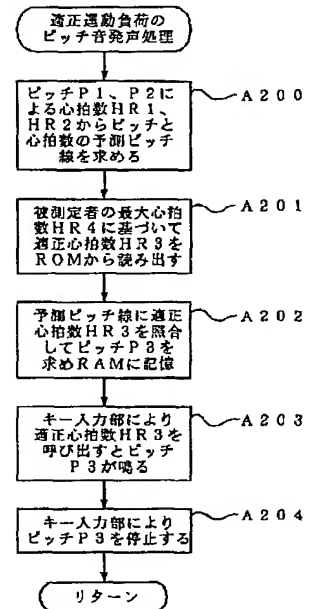 適正運動負荷の
ピッチ音発声処理
ピッチP1、P2に
よる心拍数HR1、
HR2からピッチと
心拍数の予測ピッチ
線を求める
A200
被測定者の最大心拍
数HR4に基づいて
適正心拍数HR3を
ROMから読み出す
A201
予測ピッチ線に適正
心拍数HR3を照合
してピッチP3を
求めRAMに記憶
A202
キー入力部により
適正心拍数HR3を
呼び出すとピッチ
P3が鳴る
A203
キー入力部により
ピッチP3を停止する
A204
リターン